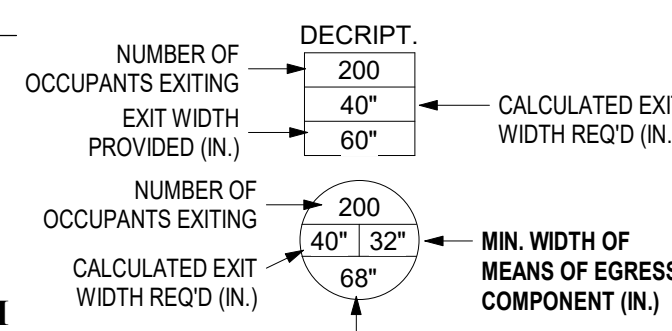 DECRIPT.
NUMBER OF
OCCUPANTS EXITING
200
40"
60"
EXIT WIDTH
PROVIDED (IN.)
CALCULATED EXI
WIDTH REQ'D (IN.
NUMBER OF
OCCUPANTS EXITING
200
40" 32"
68"
CALCULATED EXIT
WIDTH REQ'D (IN.)
MIN. WIDTH OF
MEANS OF EGRESS
COMPONENT (IN.)